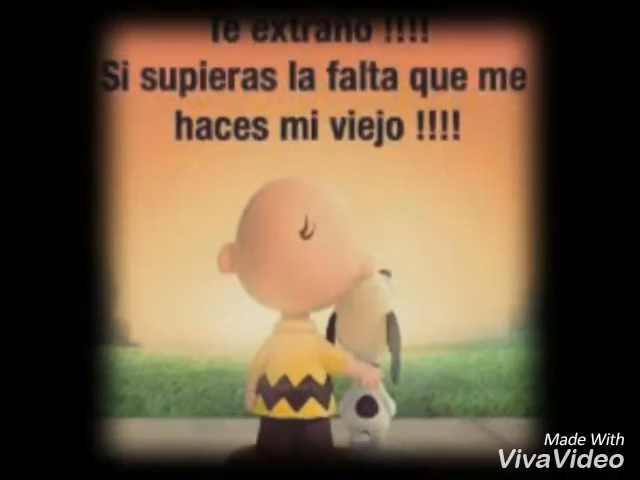 Te extraño !!!!
Si supieras la falta que me
haces mi viejo !!!!
Made With
VivaVideo